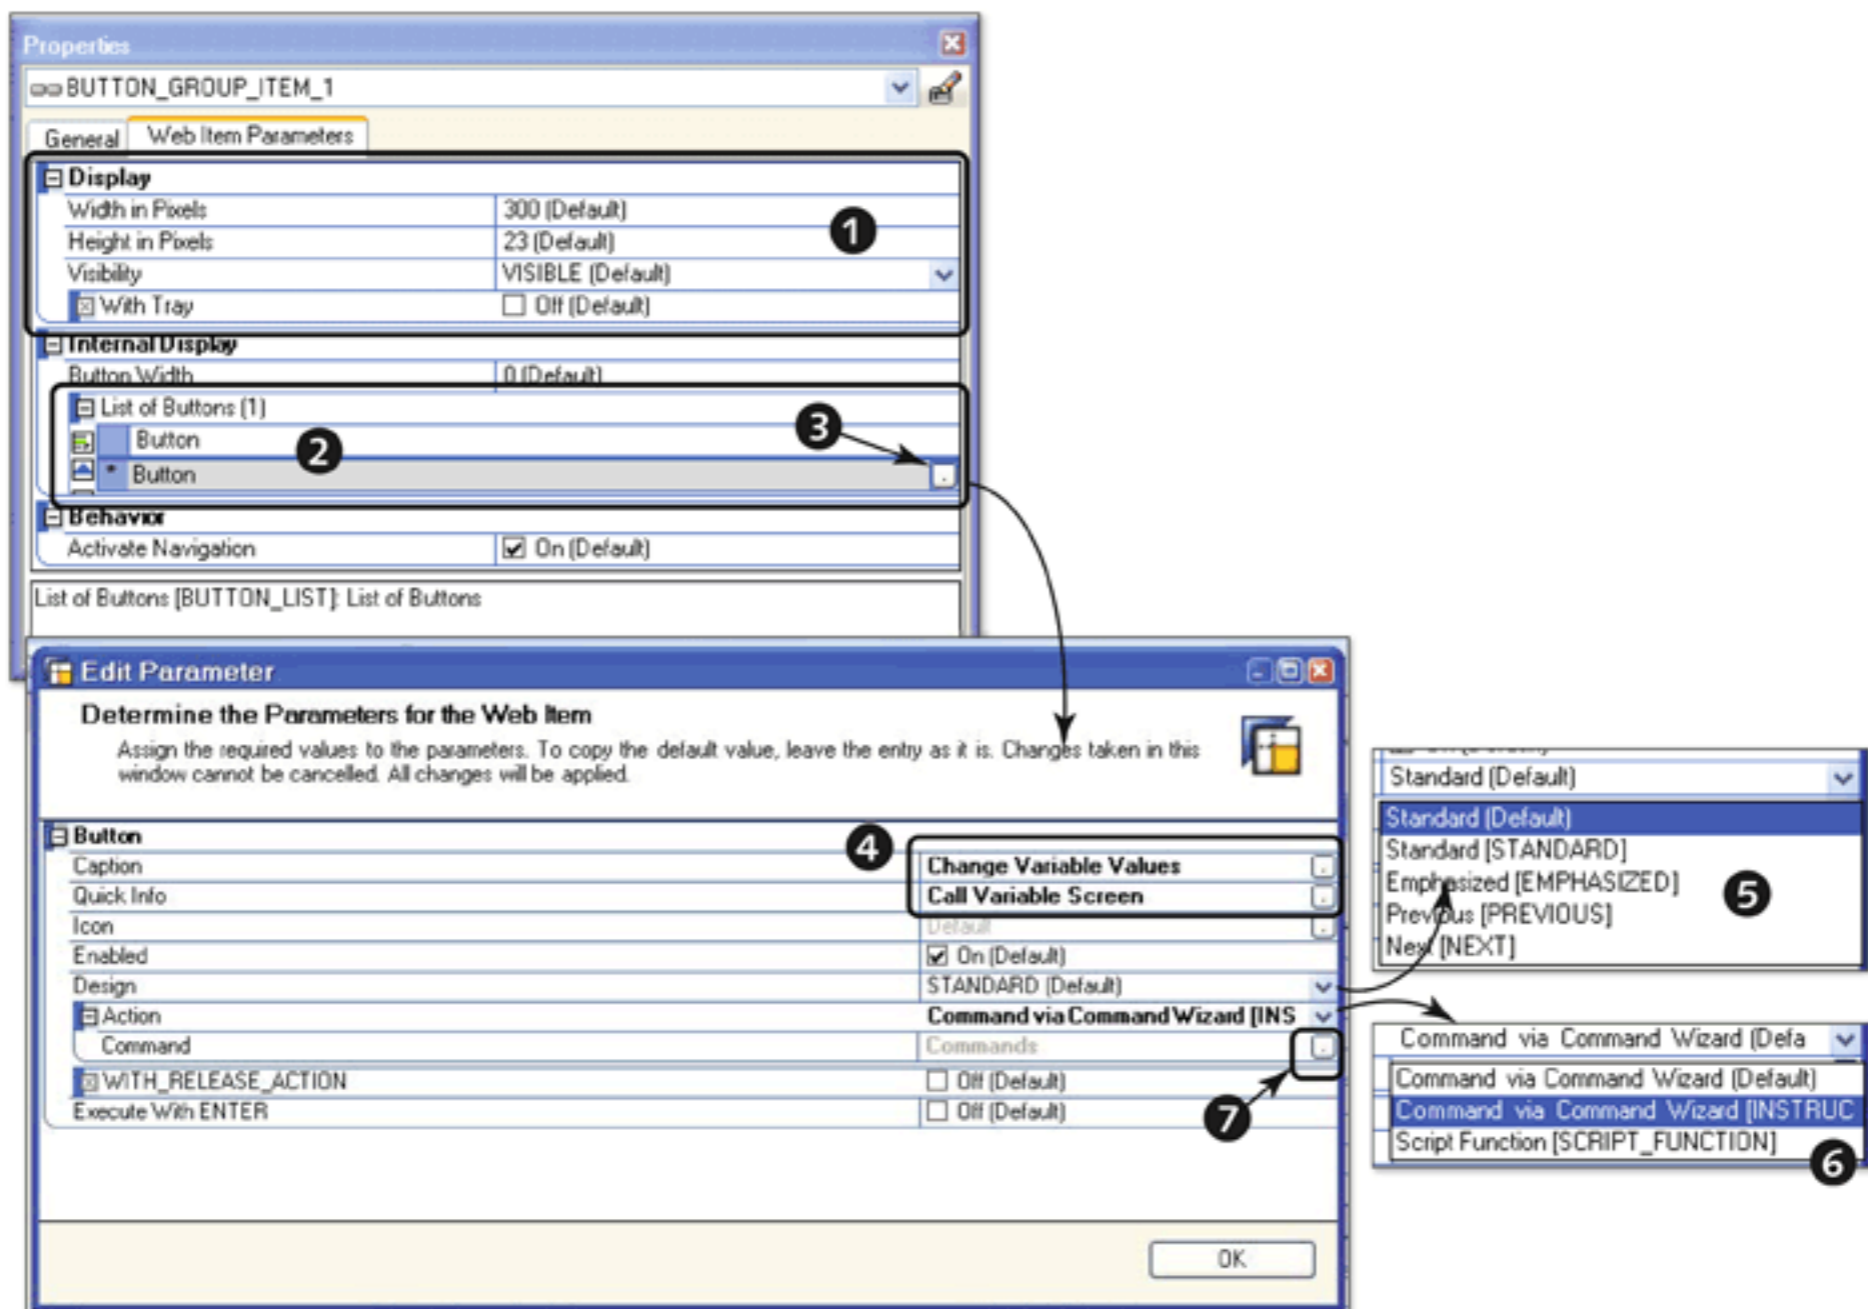 Properties
BUTTON_GROUP_ITEM_1
General Web Item Parameters
Display
Width in Pixels 300 (Default)
Height in Pixels 23 (Default)
1
Visibility VISIBLE (Default)
With Tray Off (Default)
Internal Display
Button Width 0 (Default)
List of Buttons (1)
3
Button
2
* Button
Behavior
Activate Navigation On (Default)
List of Buttons [BUTTON_LIST]: List of Buttons
Edit Parameter
Determine the Parameters for the Web Item
Assign the required values to the parameters. To copy the default value, leave the entry as it is. Changes taken in this
window cannot be cancelled. All changes will be applied.
Button
4
Caption Change Variable Values
Quick Info Call Variable Screen
Icon Default
Enabled On (Default)
Design STANDARD (Default)
Action Command via Command Wizard [INS
Command Commands
WITH_RELEASE_ACTION Off (Default)
Execute With ENTER Off (Default)
7
OK
Standard (Default)
Standard (Default)
Standard [STANDARD]
Emphasized [EMPHASIZED]
5
Previous [PREVIOUS]
Next [NEXT]
Command via Command Wizard (Defa
Command via Command Wizard (Default)
Command via Command Wizard [INSTRUC
Script Function [SCRIPT_FUNCTION]
6